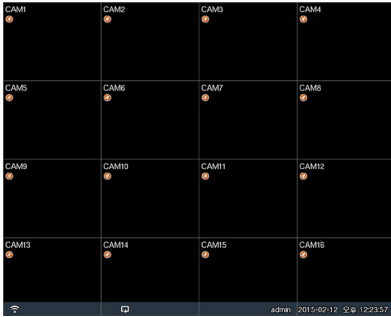 CAM1 CAM2 CAM3 CAM4
CAM5 CAM6 CAM7 CAM8
CAM9 CAM10 CAM11 CAM12
CAM13 CAM14 CAM15 CAM16
admin 2015-02-12 오후 12:23:57